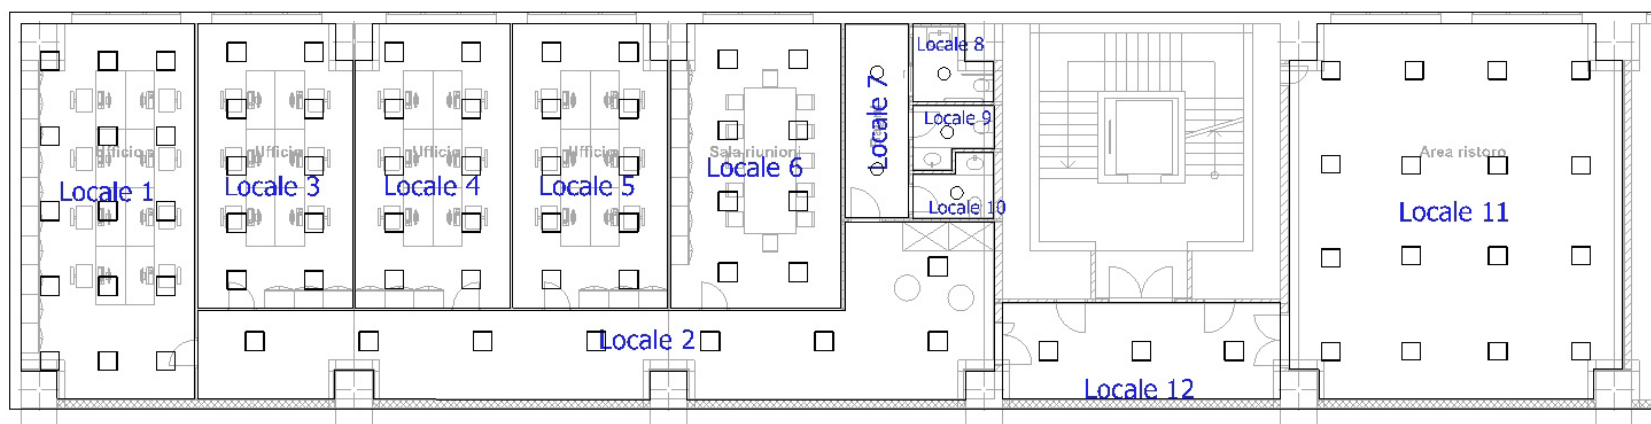 Locale 8
Locale 9
Locale 7
Ufficio
Ufficio
Ufficio
Ufficio
Sala riunioni
Area ristoro
Locale 1
Locale 3
Locale 4
Locale 5
Locale 6
Locale 10
Locale 11
Locale 2
Locale 12